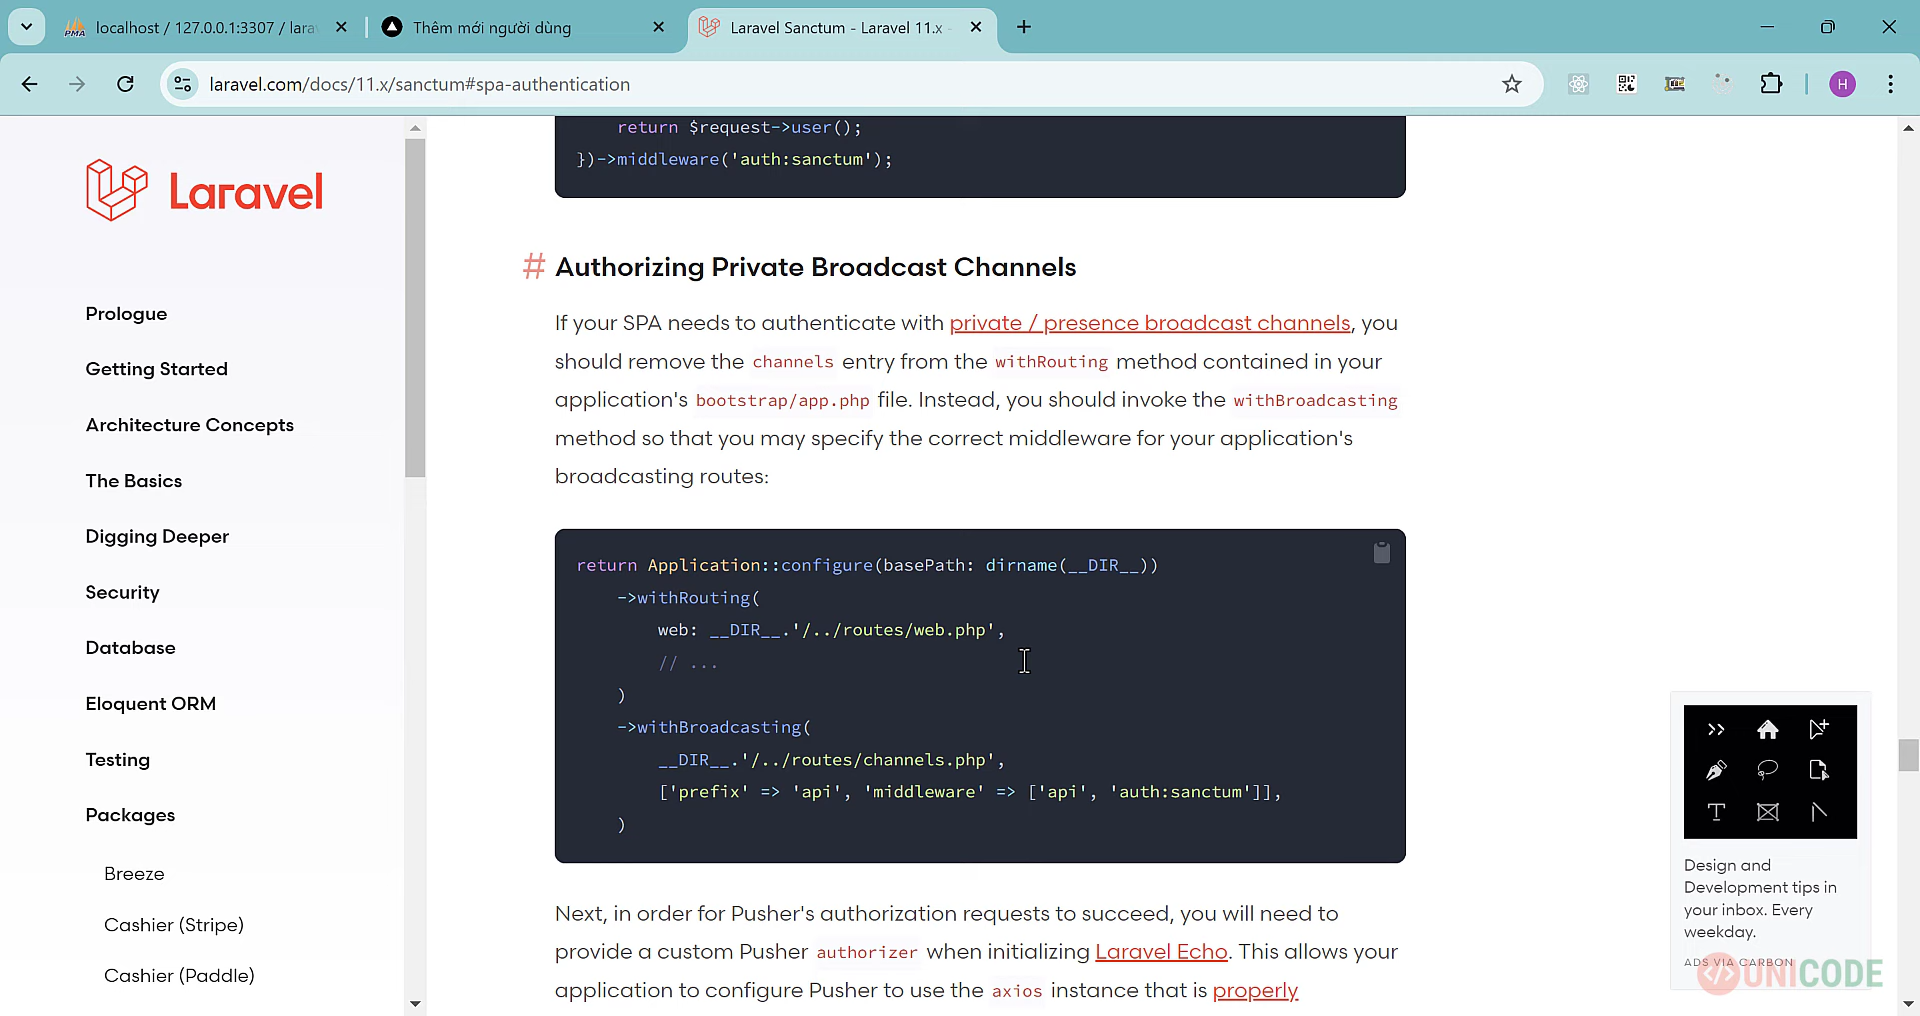 localhost / 127.0.0.1:3307 / lara
Thêm mới người dùng
Laravel Sanctum - Laravel 11.x -
laravel.com/docs/11.x/sanctum#spa-authentication
H
Laravel
Prologue
Getting Started
Architecture Concepts
The Basics
Digging Deeper
Security
Database
Eloquent ORM
Testing
Packages
Breeze
Cashier (Stripe)
Cashier (Paddle)
return $request->user();
})->middleware('auth:sanctum');
# Authorizing Private Broadcast Channels
If your SPA needs to authenticate with private / presence broadcast channels, you
should remove the channels entry from the withRouting method contained in your
application's bootstrap/app.php file. Instead, you should invoke the withBroadcasting
method so that you may specify the correct middleware for your application's
broadcasting routes:
return Application::configure(basePath: dirname(__DIR__))
->withRouting(
web: __DIR__.'/../routes/web.php',
// ...
)
->withBroadcasting(
__DIR__.'/../routes/channels.php',
['prefix' => 'api', 'middleware' => ['api', 'auth:sanctum']],
)
Next, in order for Pusher's authorization requests to succeed, you will need to
provide a custom Pusher authorizer when initializing Laravel Echo. This allows your
application to configure Pusher to use the axios instance that is properly
Design and
Development tips in
your inbox. Every
weekday.
ADS VIA CARBON
UNICODE